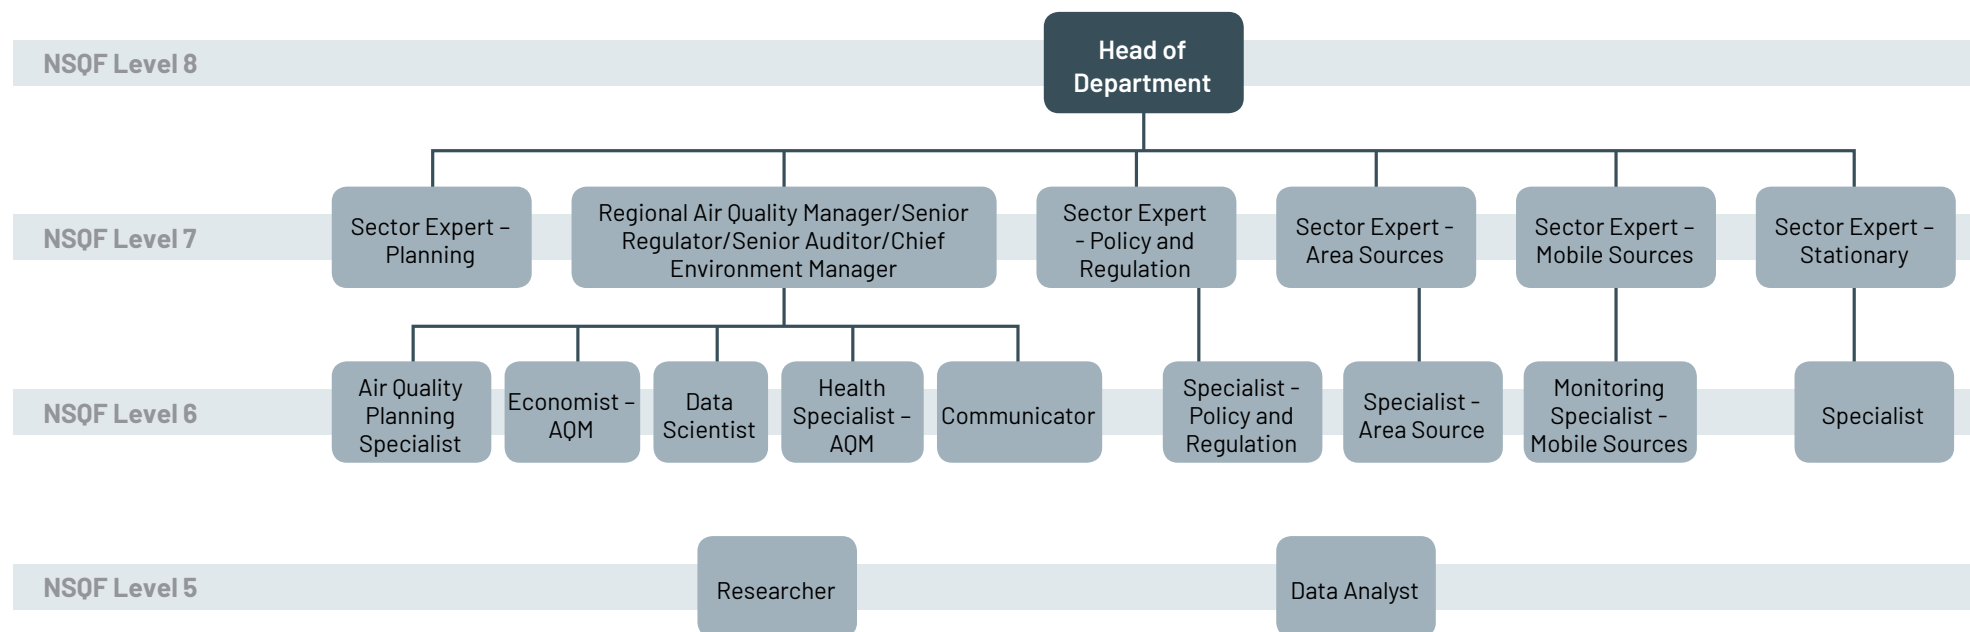 NSQF Level 8
Head of
Department
NSQF Level 7
Sector Expert –
Planning
Regional Air Quality Manager/Senior
Regulator/Senior Auditor/Chief
Environment Manager
Sector Expert
- Policy and
Regulation
Sector Expert -
Area Sources
Sector Expert –
Mobile Sources
Sector Expert –
Stationary
NSQF Level 6
Air Quality
Planning
Specialist
Economist –
AQM
Data
Scientist
Health
Specialist –
AQM
Communicator
Specialist -
Policy and
Regulation
Specialist -
Area Source
Monitoring
Specialist -
Mobile Sources
Specialist
NSQF Level 5
Researcher
Data Analyst